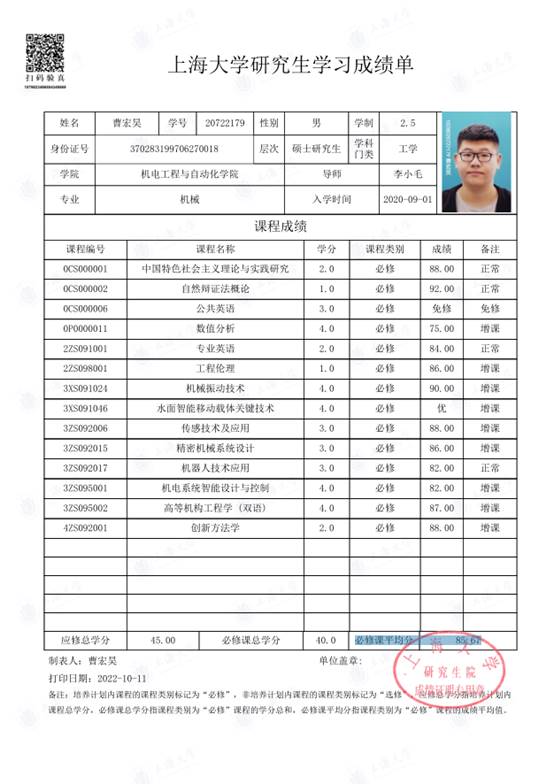 扫码验真
上海大学研究生学习成绩单
姓名 曹宏昊 学号 20722179 性别 男 学制 2.5
身份证号 370283199706270018 层次 硕士研究生 学科门类 工学
学院 机电工程与自动化学院 导师 李小毛
专业 机械 入学时间 2020-09-01
课程成绩
课程编号 课程名称 学分 课程类别 成绩 备注
0CS000001 中国特色社会主义理论与实践研究 2.0 必修 88.00 正常
0CS000002 自然辩证法概论 1.0 必修 92.00 正常
0CS000006 公共英语 3.0 必修 免修 免修
0P0000011 数值分析 4.0 必修 75.00 增课
2ZS091001 专业英语 2.0 必修 84.00 正常
2ZS098001 工程伦理 1.0 必修 86.00 增课
3XS091024 机械振动技术 4.0 必修 90.00 增课
3XS091046 水面智能移动载体关键技术 4.0 必修 优 增课
3ZS092006 传感技术及应用 3.0 必修 88.00 增课
3ZS092015 精密机械系统设计 3.0 必修 86.00 增课
3ZS092017 机器人技术应用 3.0 必修 82.00 正常
3ZS095001 机电系统智能设计与控制 4.0 必修 82.00 增课
3ZS095002 高等机构工程学（双语） 4.0 必修 87.00 增课
4ZS092001 创新方法学 2.0 必修 88.00 增课
应修总学分 45.00 必修课总学分 40.0 必修课平均分 85.67
制表人：曹宏昊 单位盖章：
打印日期：2022-10-11
上海大学
研究生院
成绩证明专用章
备注：培养计划内课程的课程类别标记为“必修”，非培养计划内课程的课程类别标记为“选修”，应修总学分指培养计划内
课程总学分，必修课总学分指课程类别为“必修”课程的学分总和，必修课平均分指课程类别为“必修”课程的成绩平均值。